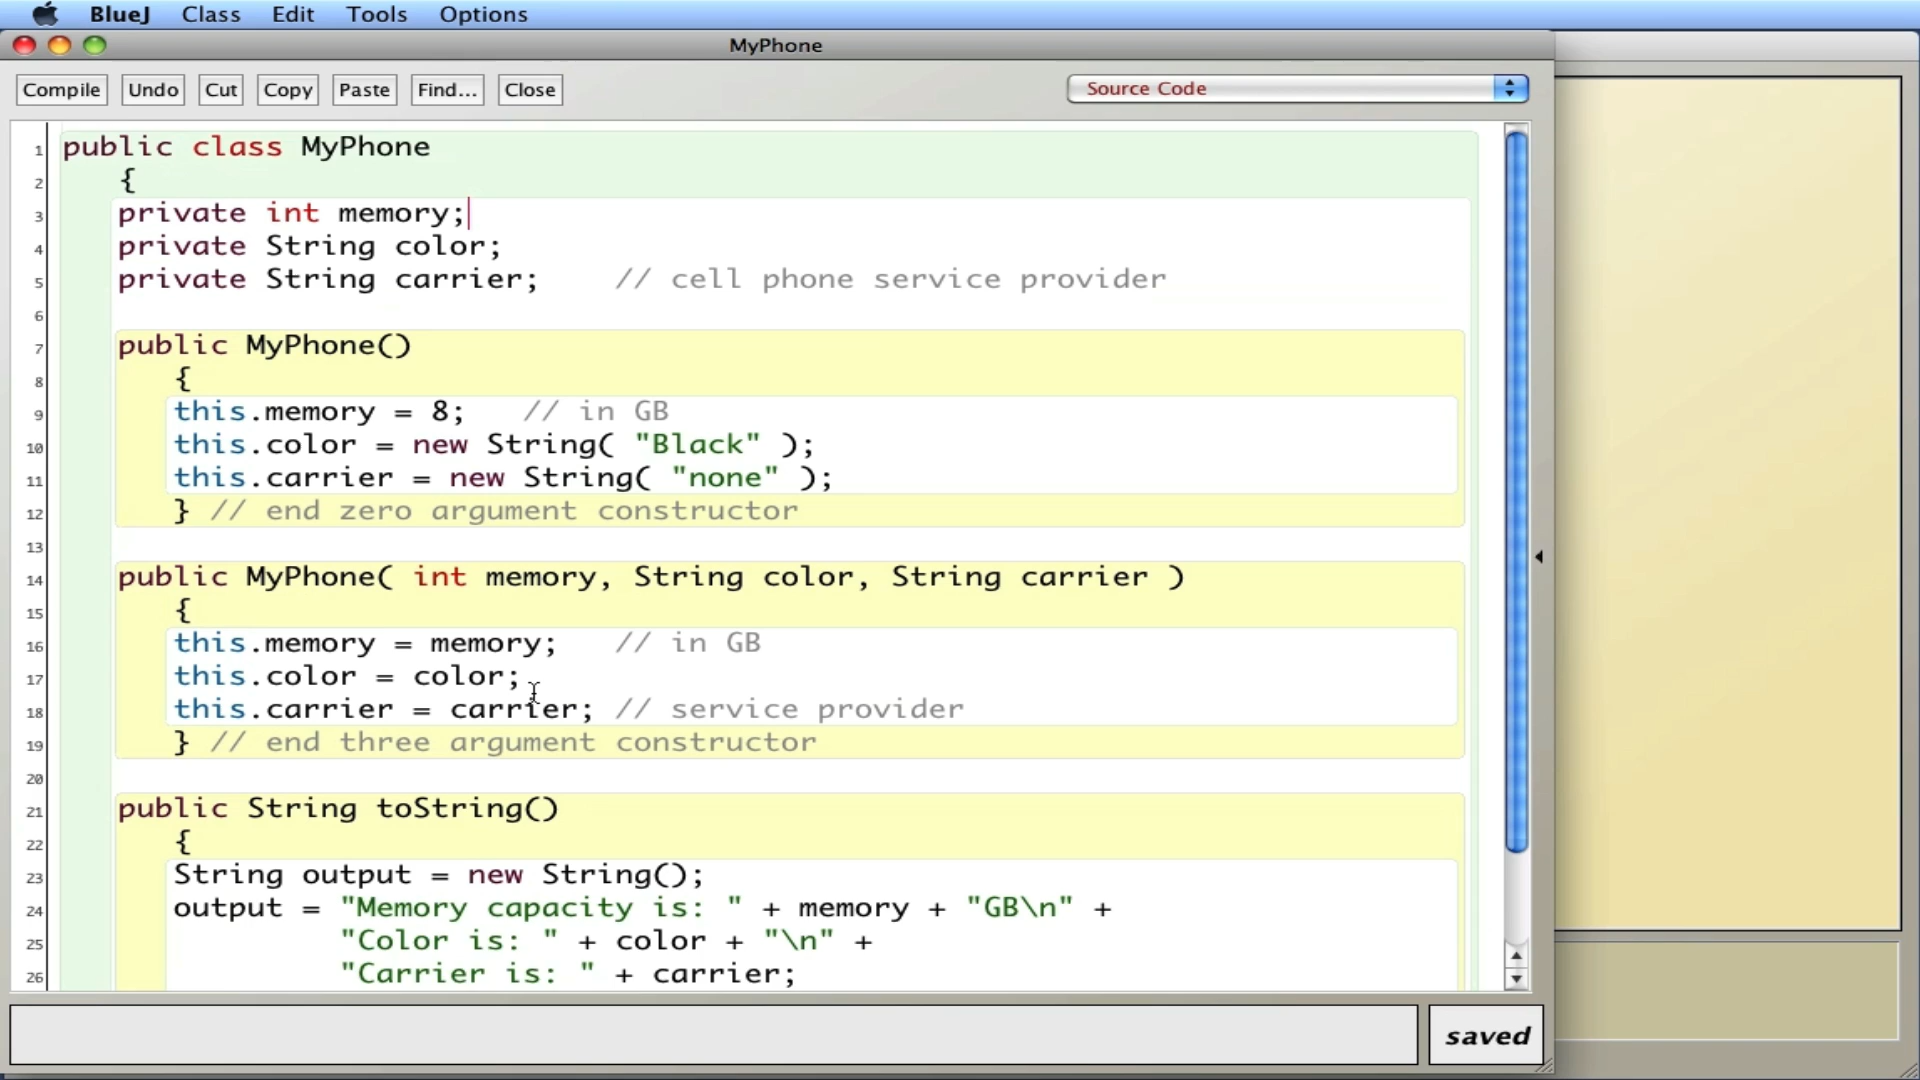 BlueJ Class Edit Tools Options
MyPhone
Compile Undo Cut Copy Paste Find... Close Source Code
1 public class MyPhone
2 {
3 private int memory;
4 private String color;
5 private String carrier; // cell phone service provider
6
7 public MyPhone()
8 {
9 this.memory = 8; // in GB
10 this.color = new String( "Black" );
11 this.carrier = new String( "none" );
12 } // end zero argument constructor
13
14 public MyPhone( int memory, String color, String carrier )
15 {
16 this.memory = memory; // in GB
17 this.color = color;
18 this.carrier = carrier; // service provider
19 } // end three argument constructor
20
21 public String toString()
22 {
23 String output = new String();
24 output = "Memory capacity is: " + memory + "GB\n" +
25 "Color is: " + color + "\n" +
26 "Carrier is: " + carrier;
saved